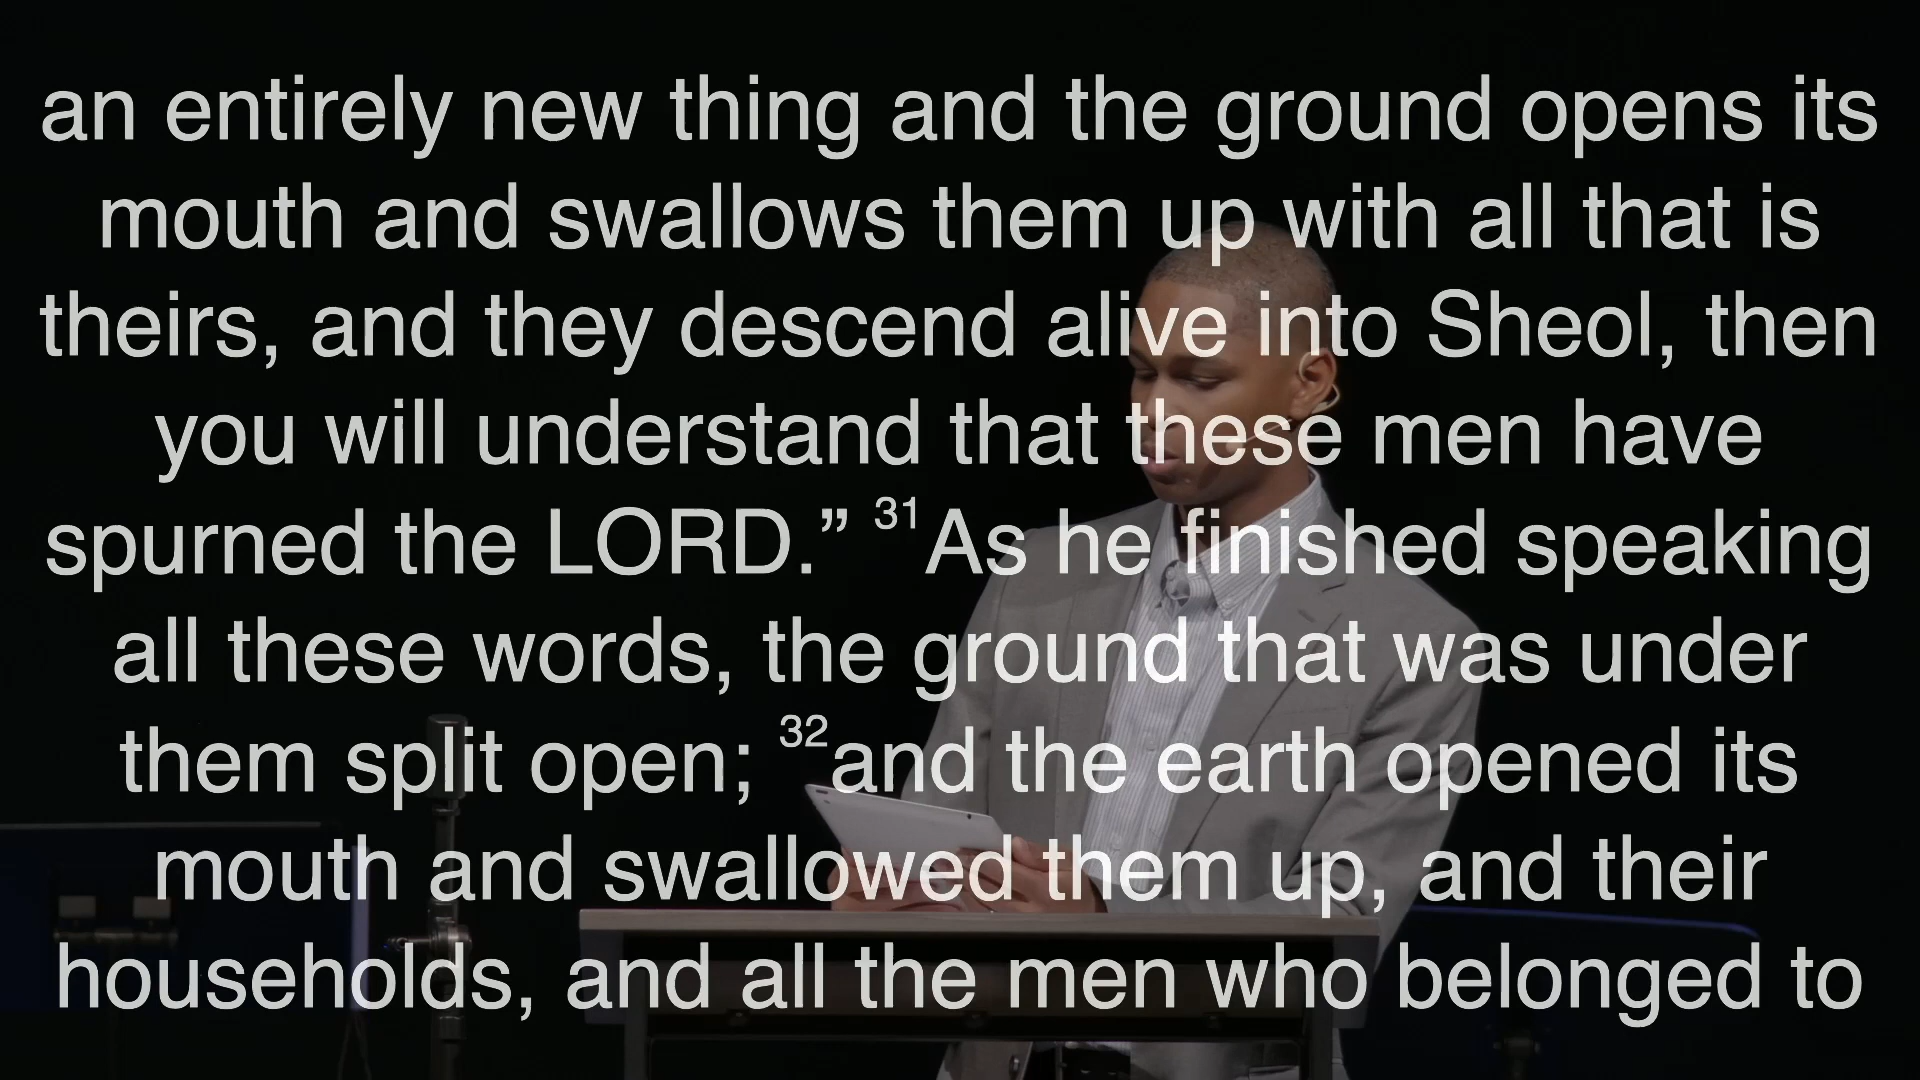 an entirely new thing and the ground opens its
mouth and swallows them up with all that is
theirs, and they descend alive into Sheol, then
you will understand that these men have
spurned the LORD.” 31As he finished speaking
all these words, the ground that was under
them split open; 32and the earth opened its
mouth and swallowed them up, and their
households, and all the men who belonged to